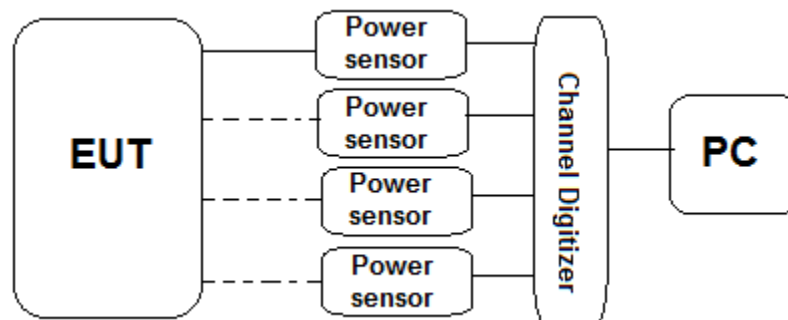 EUT
Power
sensor
Power
sensor
Power
sensor
Power
sensor
Channel Digitizer
PC